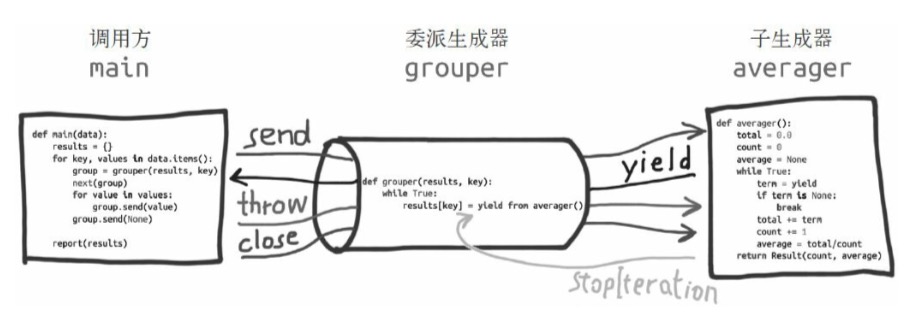 调用方
main
委派生成器
grouper
子生成器
averager
def main(data):
    results = {}
    for key, values in data.items():
        group = grouper(results, key)
        next(group)
        for value in values:
            group.send(value)
        group.send(None)

    report(results)
send
throw
close
def grouper(results, key):
    while True:
        results[key] = yield from averager()
yield
StopIteration
def averager():
    total = 0.0
    count = 0
    average = None
    while True:
        term = yield
        if term is None:
            break
        total += term
        count += 1
        average = total/count
    return Result(count, average)